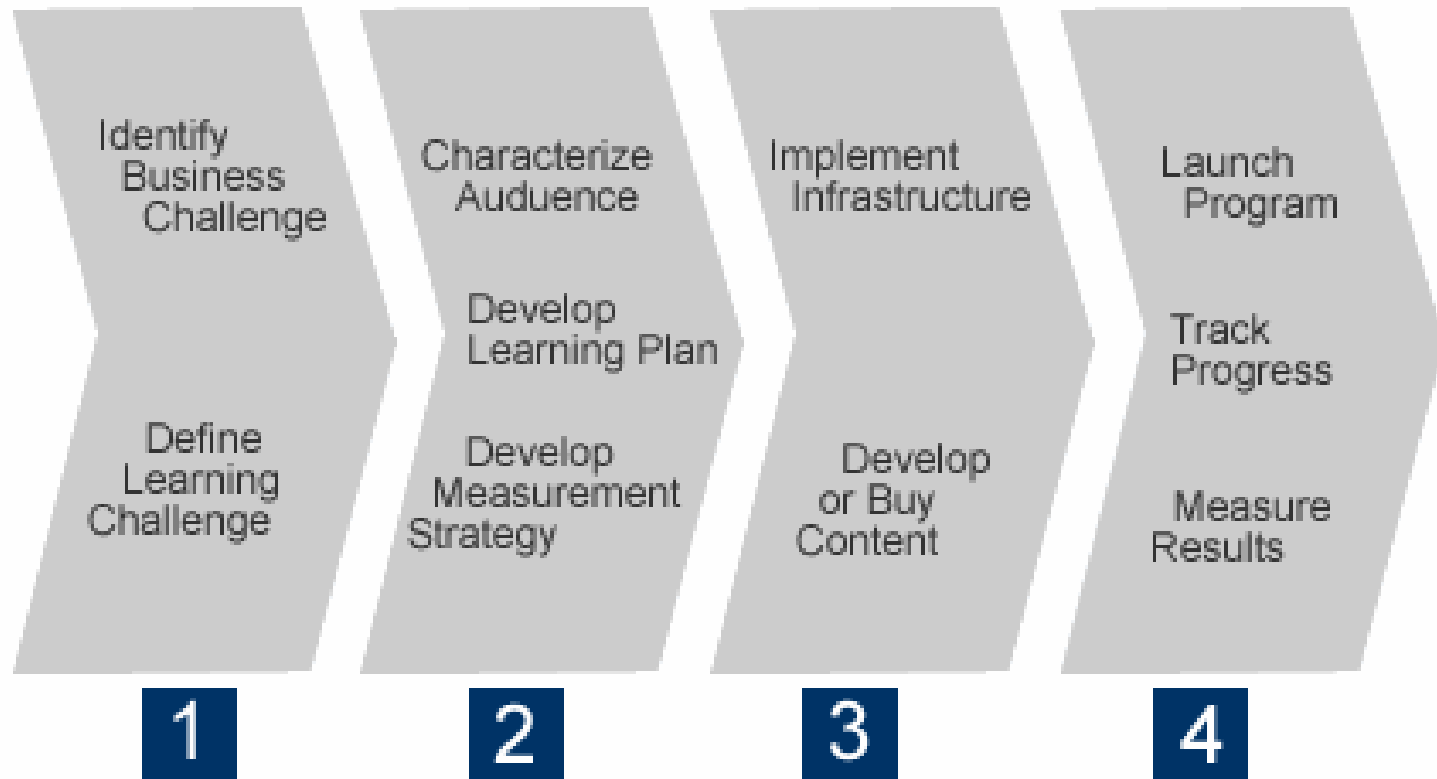 Identify
Business
Challenge
Define
Learning
Challenge
1
Characterize
Auduence
Develop
Learning Plan
Develop
Measurement
Strategy
2
Implement
Infrastructure
Develop
or Buy
Content
3
Launch
Program
Track
Progress
Measure
Results
4